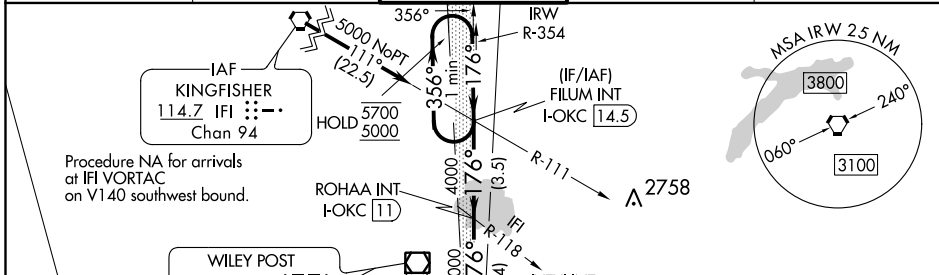 356°
IRW
R-354
5000 NoPT
111°
(22.5)
IAF
KINGFISHER
114.7 IFI
Chan 94
HOLD 5700
5000
356°
1 min
176°
(IF/IAF)
FILUM INT
I-OKC 14.5
MSA IRW 25 NM
3800
240°
060°
3100
Procedure NA for arrivals
at IFI VORTAC
on V140 southwest bound.
4000
176°
(3.5)
R-111
2758
ROHAA INT
I-OKC 11
IFI
R-118
WILEY POST